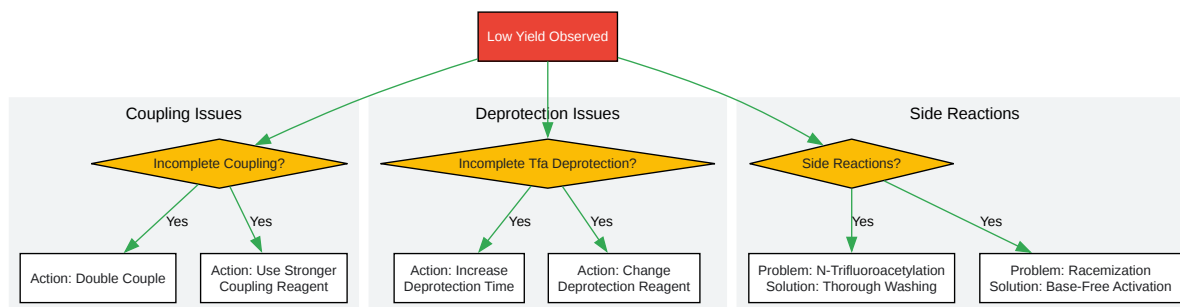 Low Yield Observed
Coupling Issues
Incomplete Coupling?
Yes
Yes
Action: Double Couple
Action: Use Stronger
Coupling Reagent
Deprotection Issues
Incomplete Tfa Deprotection?
Yes
Yes
Action: Increase
Deprotection Time
Action: Change
Deprotection Reagent
Side Reactions
Side Reactions?
Yes
Yes
Problem: N-Trifluoroacetylation
Solution: Thorough Washing
Problem: Racemization
Solution: Base-Free Activation